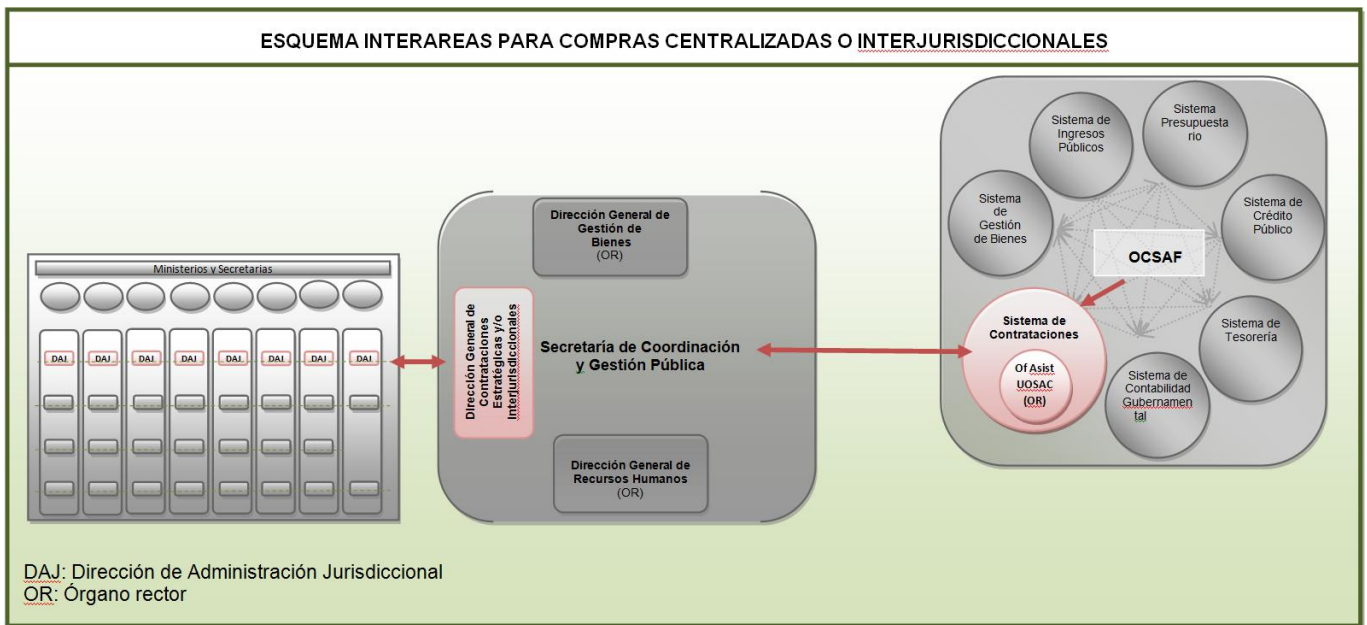 ESQUEMA INTERAREAS PARA COMPRAS CENTRALIZADAS O INTERJURISDICCIONALES
Ministerios y Secretarias
DAJ DAJ DAJ DAJ DAJ DAJ DAJ DAJ
Dirección General de
Gestión de
Bienes
(OR)
Dirección General de
Contrataciones
Estratégicas y/o
Interjurisdiccionales
Secretaría de Coordinación
y Gestión Pública
Dirección General de
Recursos Humanos
(OR)
Sistema de
Ingresos
Públicos
Sistema
Presupuesta
rio
Sistema
de
Gestión
de Bienes
Sistema de
Crédito
Público
OCSAF
Sistema de
Contrataciones
Of Asist
UOSAC
(OR)
Sistema de
Tesorería
Sistema de
Contabilidad
Gubernamen
tal
DAJ: Dirección de Administración Jurisdiccional
OR: Órgano rector